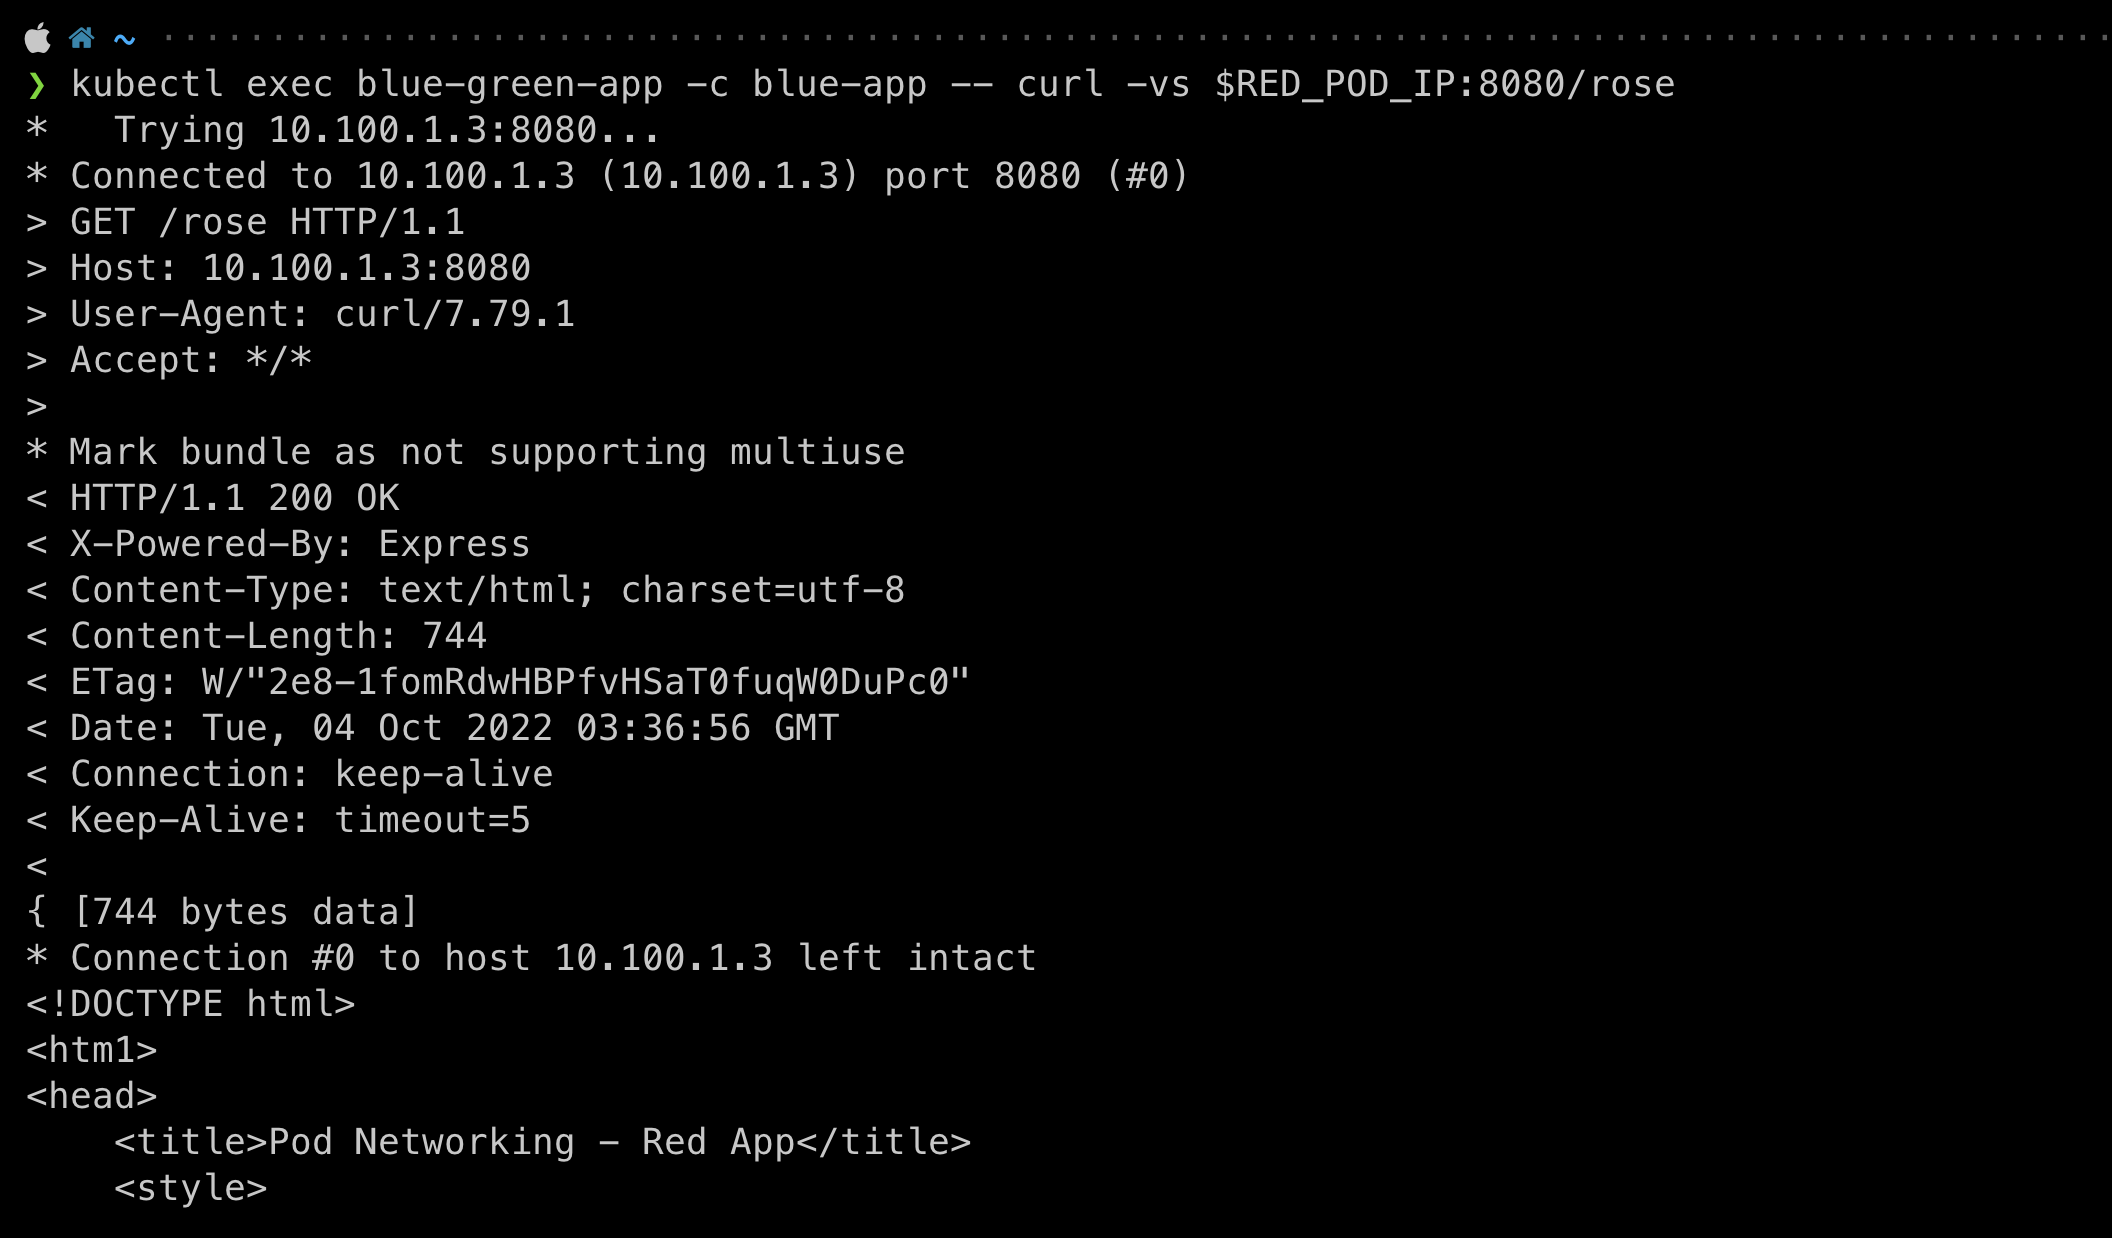 ~
❯ kubectl exec blue-green-app -c blue-app -- curl -vs $RED_POD_IP:8080/rose
*   Trying 10.100.1.3:8080...
* Connected to 10.100.1.3 (10.100.1.3) port 8080 (#0)
> GET /rose HTTP/1.1
> Host: 10.100.1.3:8080
> User-Agent: curl/7.79.1
> Accept: */*
>
* Mark bundle as not supporting multiuse
< HTTP/1.1 200 OK
< X-Powered-By: Express
< Content-Type: text/html; charset=utf-8
< Content-Length: 744
< ETag: W/"2e8-1fomRdwHBPfvHSaT0fuqW0DuPc0"
< Date: Tue, 04 Oct 2022 03:36:56 GMT
< Connection: keep-alive
< Keep-Alive: timeout=5
<
{ [744 bytes data]
* Connection #0 to host 10.100.1.3 left intact
<!DOCTYPE html>
<htm1>
<head>
    <title>Pod Networking - Red App</title>
    <style>